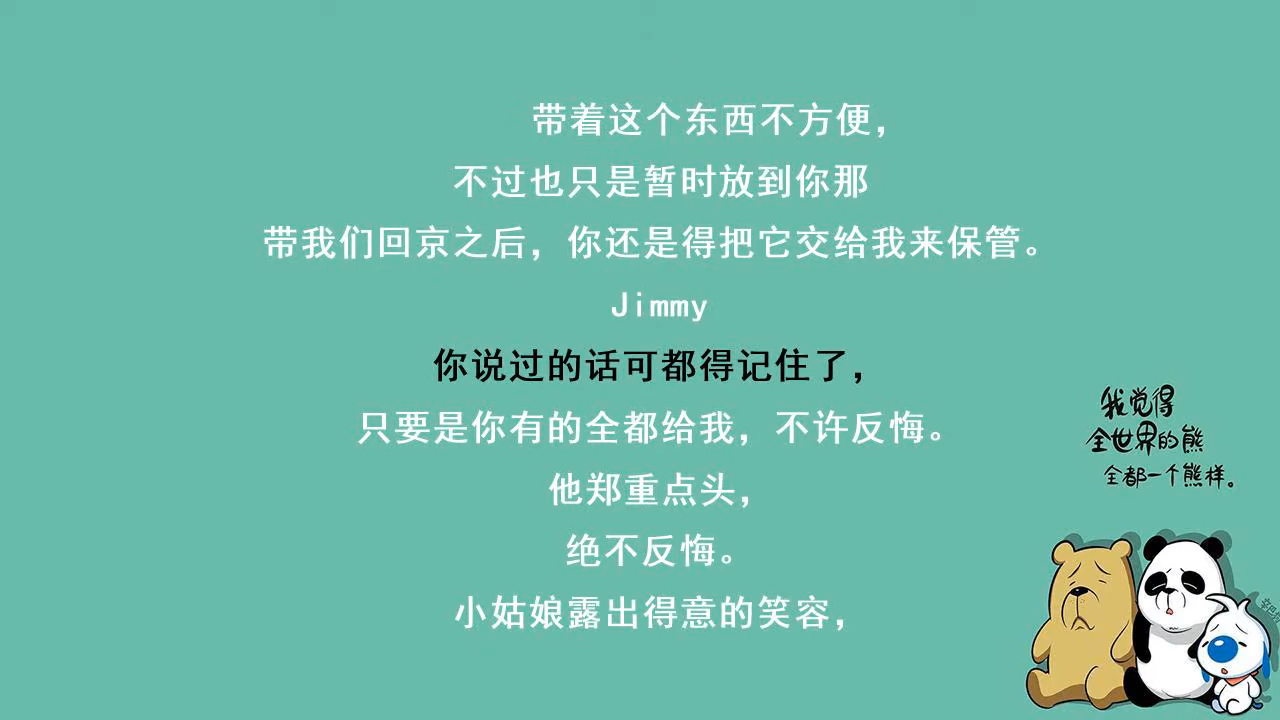 带着这个东西不方便，
不过也只是暂时放到你那
带我们回京之后，你还是得把它交给我来保管。
Jimmy
你说过的话可都得记住了，
只要是你有的全都给我，不许反悔。
他郑重点头，
绝不反悔。
小姑娘露出得意的笑容，
我觉得
全世界的熊
全都一个熊样。